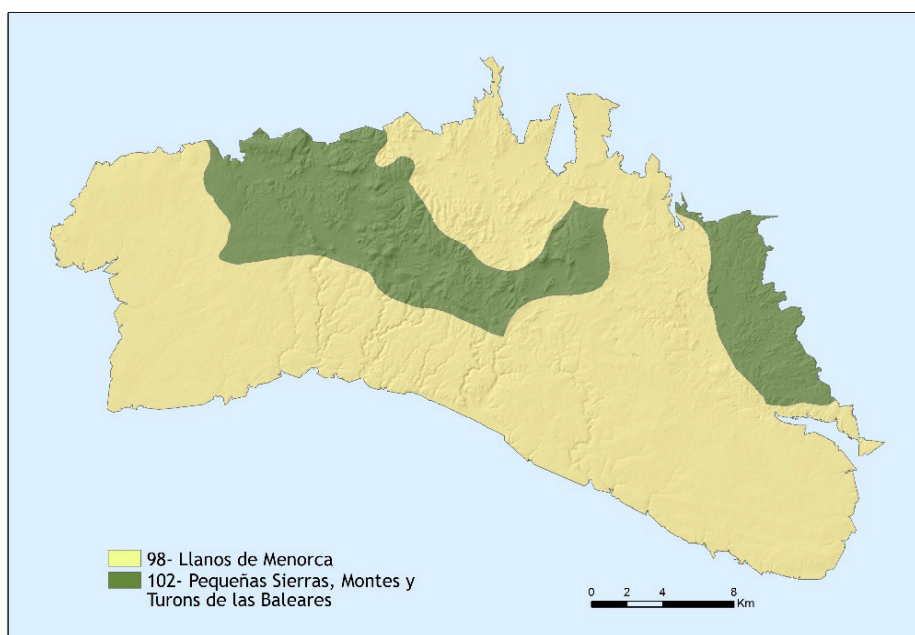 98- Llanos de Menorca
102- Pequeñas Sierras, Montes y
Turons de las Baleares
0 2 4 8
Km